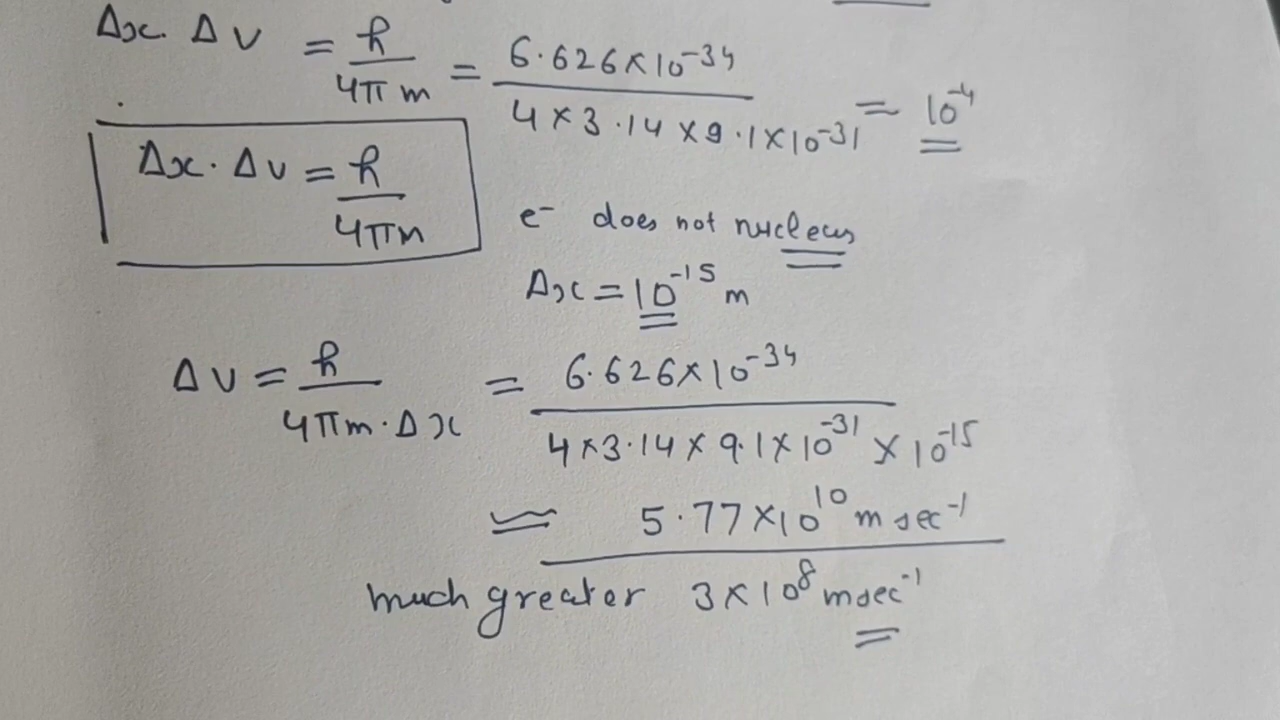 Δx. Δv = h/4πm = 6.626×10⁻³⁴/4×3.14×9.1×10⁻³¹ = 10⁻⁴
Δx. Δv = h/4πm
e⁻ does not nucleus
Δx = 10⁻¹⁵ m
Δv = h/4πm.Δx = 6.626×10⁻³⁴/4×3.14×9.1×10⁻³¹ × 10⁻¹⁵
≃ 5.77×10¹⁰ m sec⁻¹
much greater 3×10⁸ msec⁻¹